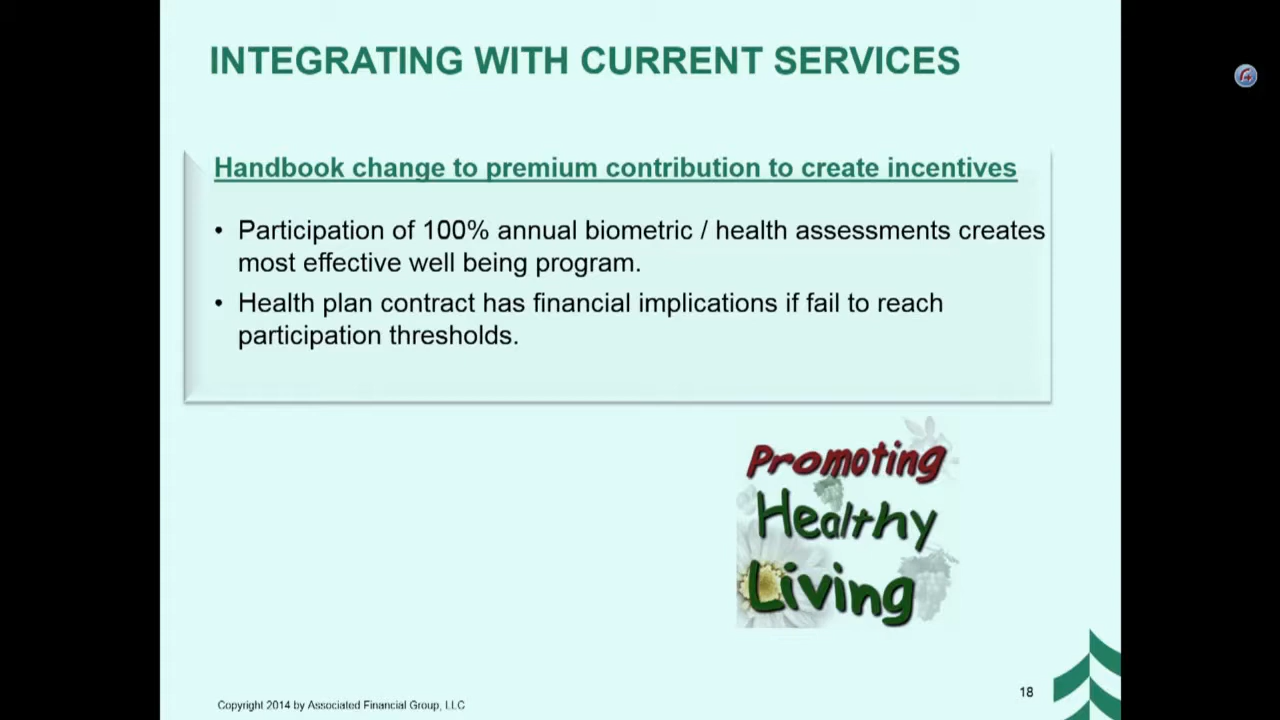 INTEGRATING WITH CURRENT SERVICES
Handbook change to premium contribution to create incentives
• Participation of 100% annual biometric / health assessments creates
most effective well being program.
• Health plan contract has financial implications if fail to reach
participation thresholds.
Promoting
Healthy
Living
18
Copyright 2014 by Associated Financial Group, LLC